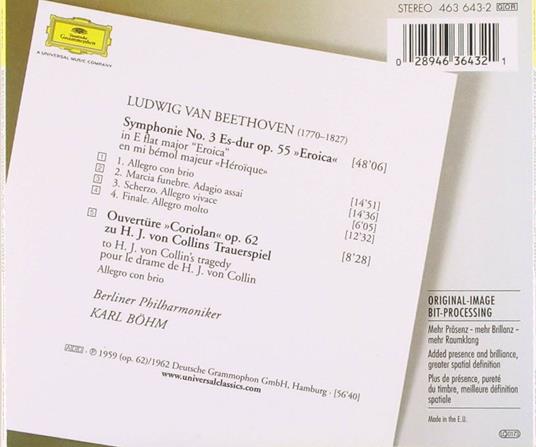 STEREO 463 643-2 GOR
0 28946 36432 1
Deutsche
Grammophon
A UNIVERSAL MUSIC COMPANY
LUDWIG VAN BEETHOVEN (1770–1827)
Symphonie No. 3 Es-dur op. 55 »Eroica« [48'06]
in E flat major "Eroica"
en mi bémol majeur «Héroïque»
1 1. Allegro con brio [14'51]
2 2. Marcia funebre. Adagio assai [14'36]
3 3. Scherzo. Allegro vivace [6'05]
4 4. Finale. Allegro molto [12'32]
5 Ouvertüre »Coriolan« op. 62
zu H. J. von Collins Trauerspiel [8'28]
to H. J. von Collin's tragedy
pour le drame de H. J. von Collin
Allegro con brio
Berliner Philharmoniker
KARL BÖHM
ADD, ℗ 1959 (op. 62)/1962 Deutsche Grammophon GmbH, Hamburg · [56'40]
www.universalclassics.com
ORIGINAL-IMAGE
BIT-PROCESSING
Mehr Präsenz - mehr Brillanz -
mehr Raumklang
Added presence and brilliance,
greater spatial definition
Plus de présence, pureté
du timbre, meilleure définition
spatiale
Made in the E.U.